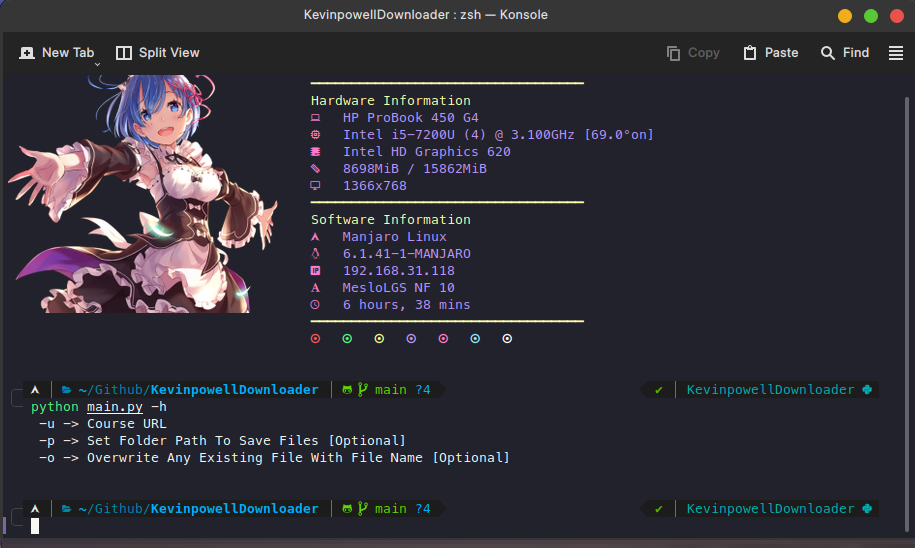 KevinpowellDownloader : zsh — Konsole
New Tab Split View Copy Paste Find
Hardware Information
HP ProBook 450 G4
Intel i5-7200U (4) @ 3.100GHz [69.0°on]
Intel HD Graphics 620
8698MiB / 15862MiB
1366x768
Software Information
Manjaro Linux
6.1.41-1-MANJARO
IP 192.168.31.118
A MesloLGS NF 10
6 hours, 38 mins
~/Github/KevinpowellDownloader main ?4 ✔ KevinpowellDownloader
python main.py -h
-u -> Course URL
-p -> Set Folder Path To Save Files [Optional]
-o -> Overwrite Any Existing File With File Name [Optional]
~/Github/KevinpowellDownloader main ?4 ✔ KevinpowellDownloader